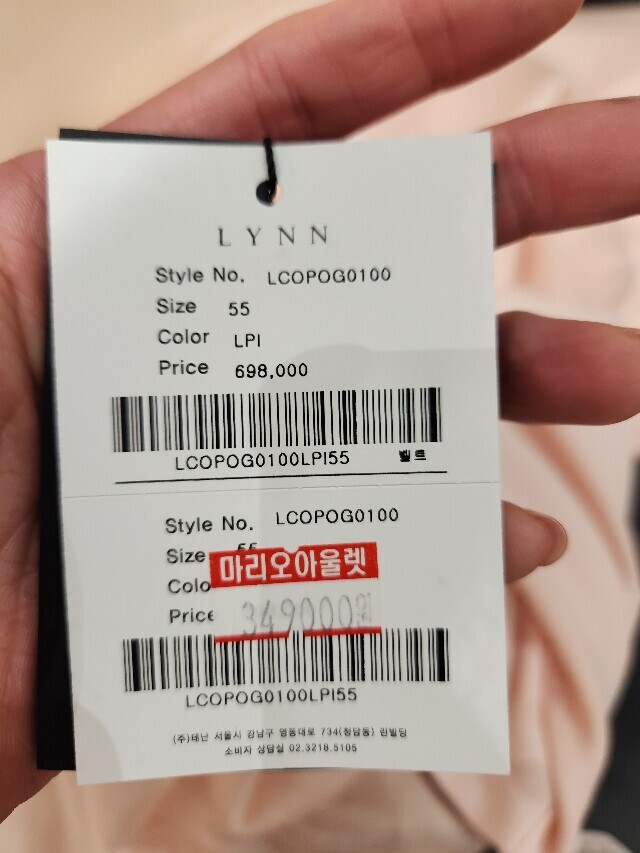 LYNN
Style No. LCOPOG0100
Size 55
Color LPI
Price 698,000
LCOPOG0100LPI55 벨트
Style No. LCOPOG0100
Size 55
Colo
마리오아울렛
Price 349000원
LCOPOG0100LPI55
(주)테넌 서울시 강남구 영동대로 734(청담동) 린빌딩
소비자 상담실 02.3218.5105